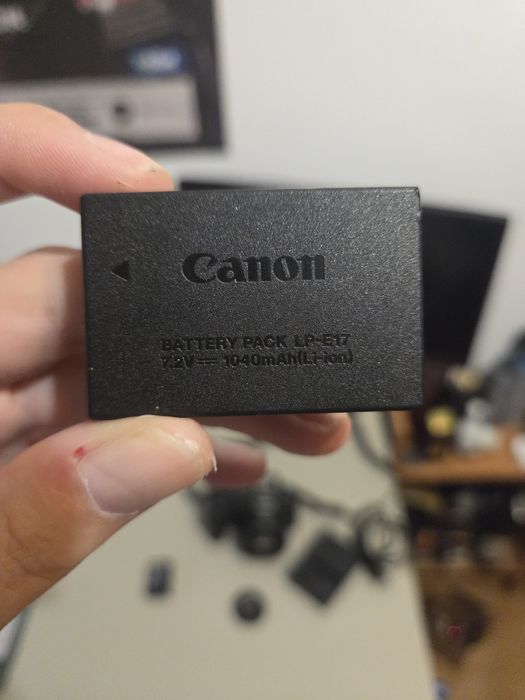 Canon
BATTERY PACK LP-E17
7.2V⎓ 1040mAh(Li-ion)